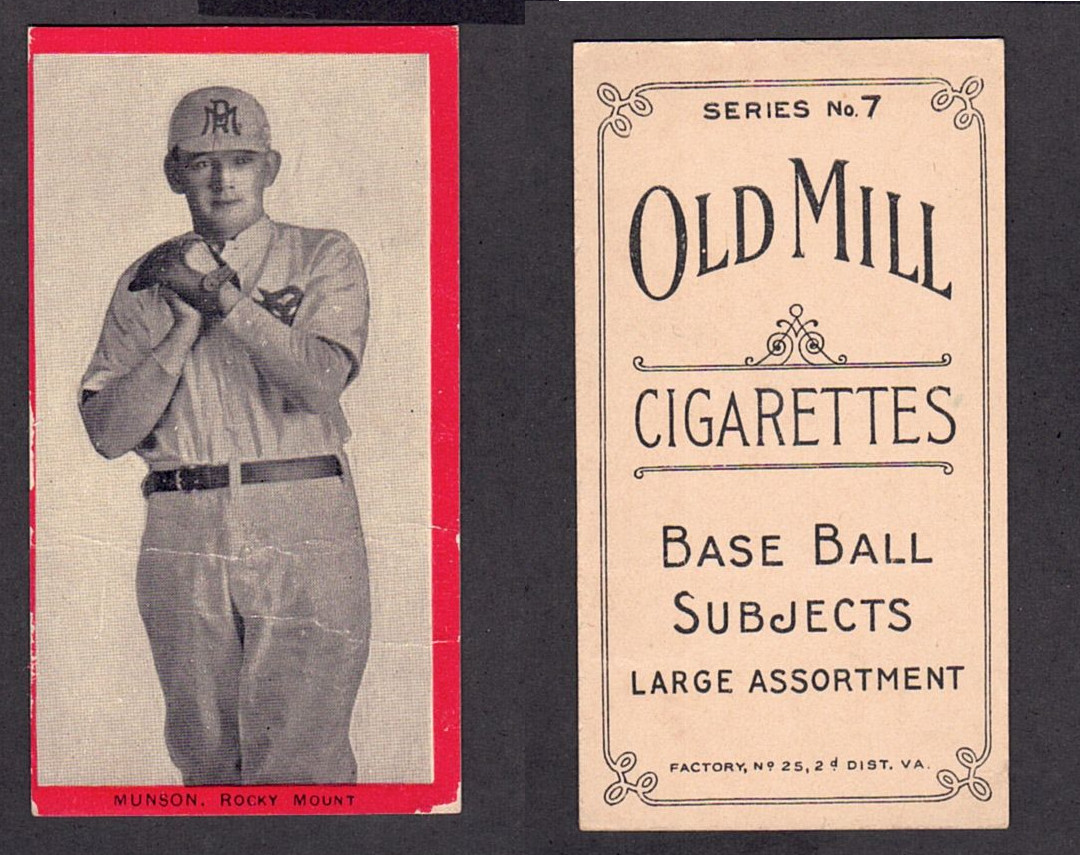 RM
MUNSON, ROCKY MOUNT
SERIES No. 7
OLD MILL
CIGARETTES
BASE BALL
SUBJECTS
LARGE ASSORTMENT
FACTORY, Nº 25, 2d DIST. VA.